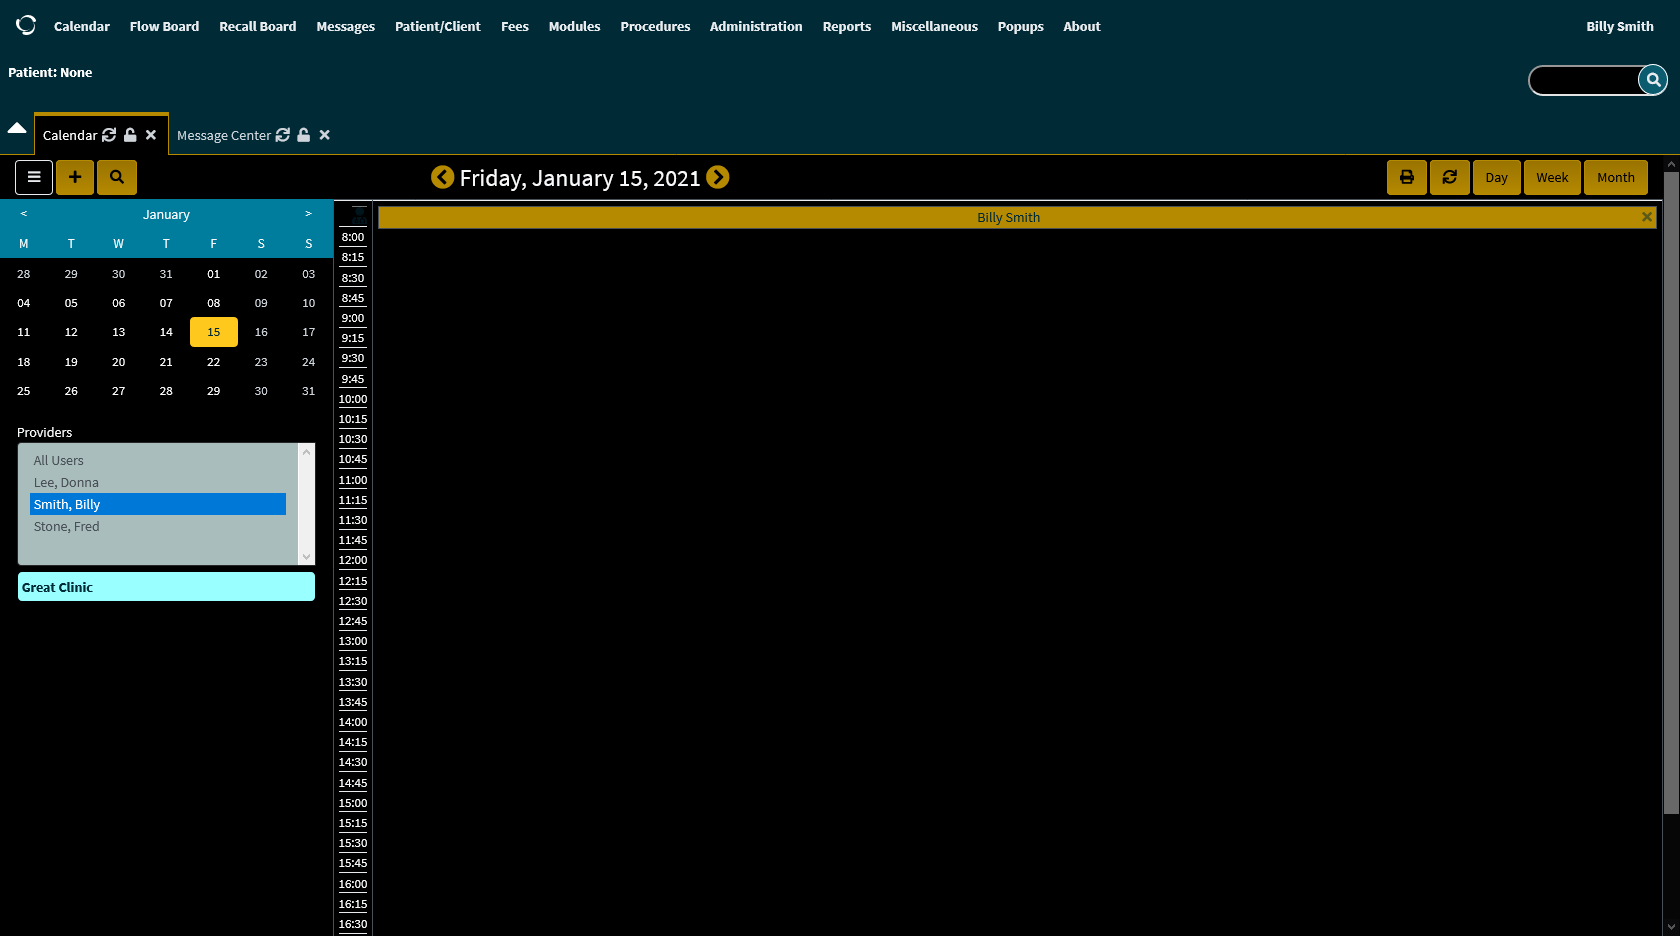 Calendar Flow Board Recall Board Messages Patient/Client Fees Modules Procedures Administration Reports Miscellaneous Popups About Billy Smith
Patient: None
Calendar Message Center
Friday, January 15, 2021
Day Week Month
< January >
M T W T F S S
28 29 30 31 01 02 03
04 05 06 07 08 09 10
11 12 13 14 15 16 17
18 19 20 21 22 23 24
25 26 27 28 29 30 31
Providers
All Users
Lee, Donna
Smith, Billy
Stone, Fred
Great Clinic
Billy Smith
8:00
8:15
8:30
8:45
9:00
9:15
9:30
9:45
10:00
10:15
10:30
10:45
11:00
11:15
11:30
11:45
12:00
12:15
12:30
12:45
13:00
13:15
13:30
13:45
14:00
14:15
14:30
14:45
15:00
15:15
15:30
15:45
16:00
16:15
16:30